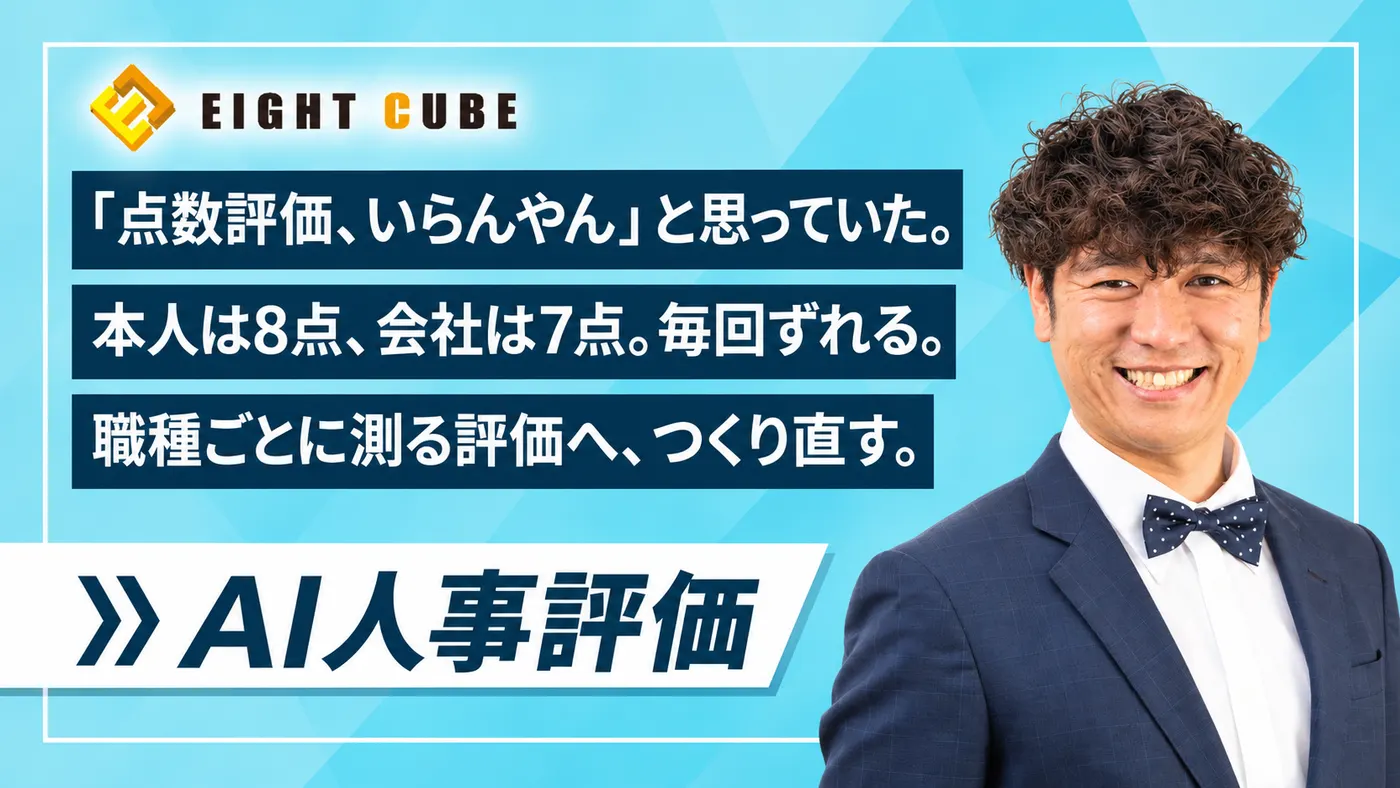 EIGHT CUBE
「点数評価、いらんやん」と思っていた。
本人は8点、会社は7点。毎回ずれる。
職種ごとに測る評価へ、つくり直す。
AI人事評価